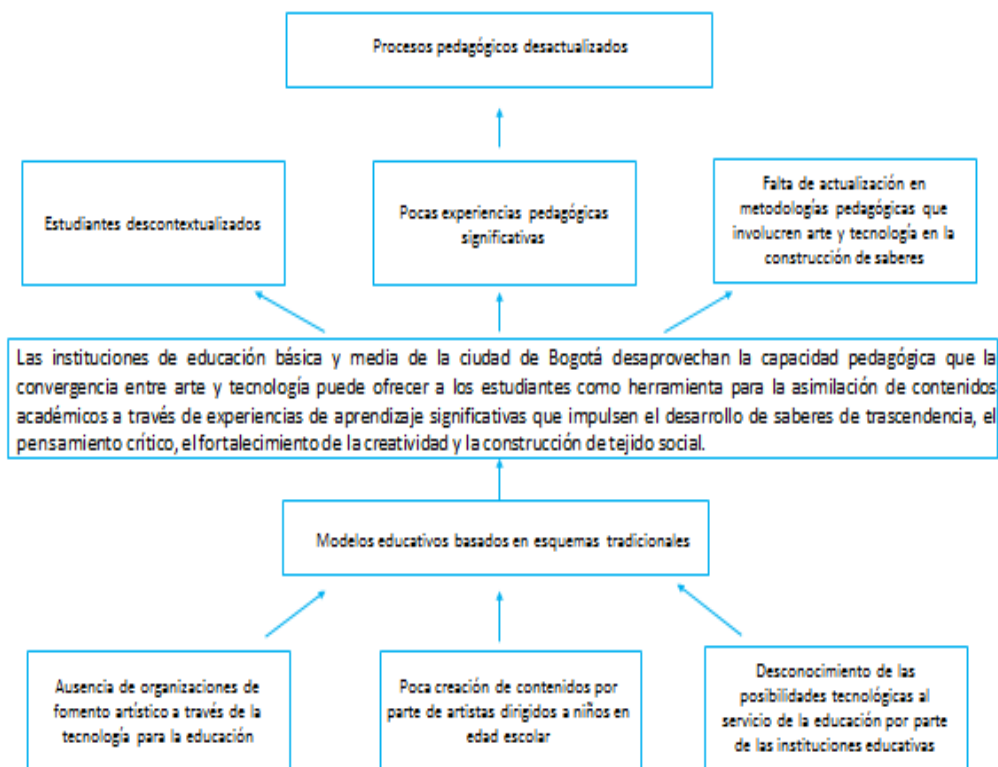 Procesos pedagógicos desactualizados
Estudiantes descontextualizados
Pocas experiencias pedagógicas
significativas
Falta de actualización en
metodologías pedagógicas que
involucren arte y tecnología en la
construcción de saberes
Las instituciones de educación básica y media de la ciudad de Bogotá desaprovechan la capacidad pedagógica que la
convergencia entre arte y tecnología puede ofrecer a los estudiantes como herramienta para la asimilación de contenidos
académicos a través de experiencias de aprendizaje significativas que impulsen el desarrollo de saberes de trascendencia, el
pensamiento crítico, el fortalecimiento de la creatividad y la construcción de tejido social.
Modelos educativos basados en esquemas tradicionales
Ausencia de organizaciones de
fomento artístico a través de la
tecnología para la educación
Poca creación de contenidos por
parte de artistas dirigidos a niños en
edad escolar
Desconocimiento de las
posibilidades tecnológicas al
servicio de la educación por parte
de las instituciones educativas